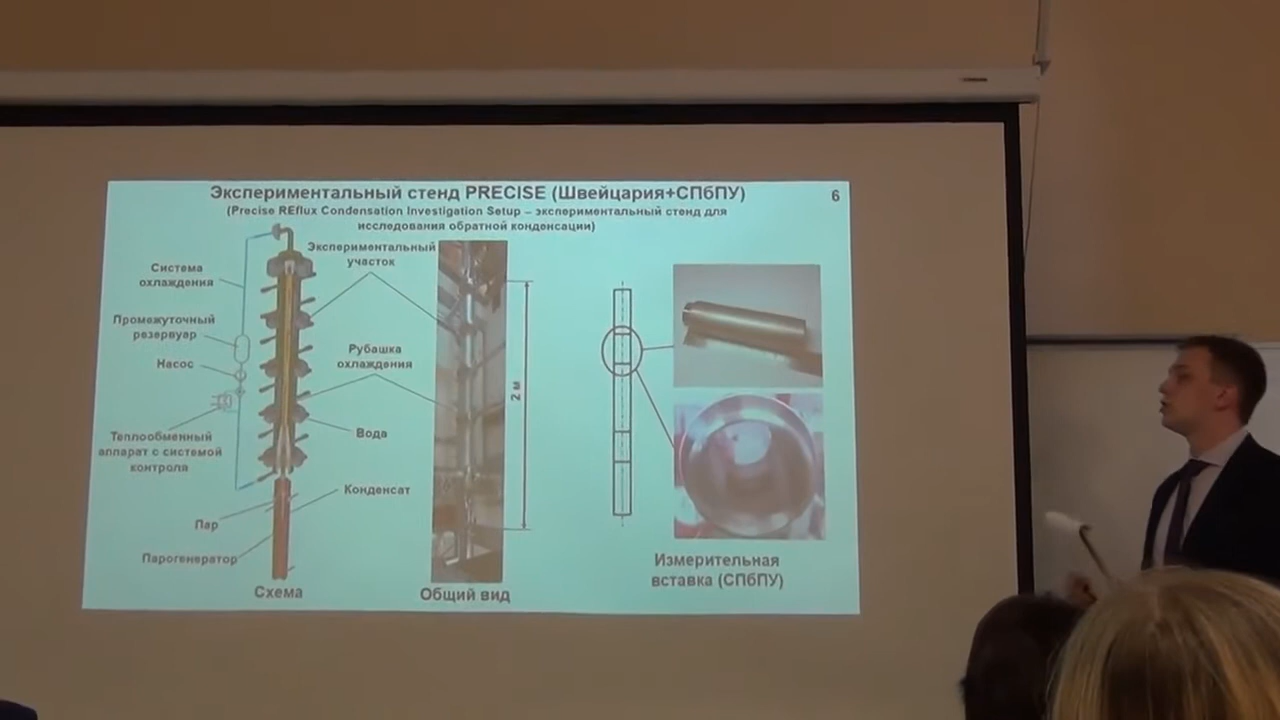 Экспериментальный стенд PRECISE (Швейцария+СПбПУ)
6
(Precise REflux Condensation Investigation Setup – экспериментальный стенд для
исследования обратной конденсации)
Экспериментальный
участок
Система
охлаждения
Промежуточный
резервуар
Насос
Рубашка
охлаждения
2 м
Теплообменный
аппарат с системой
контроля
Вода
Конденсат
Пар
Парогенератор
Схема
Общий вид
Измерительная
вставка (СПбПУ)